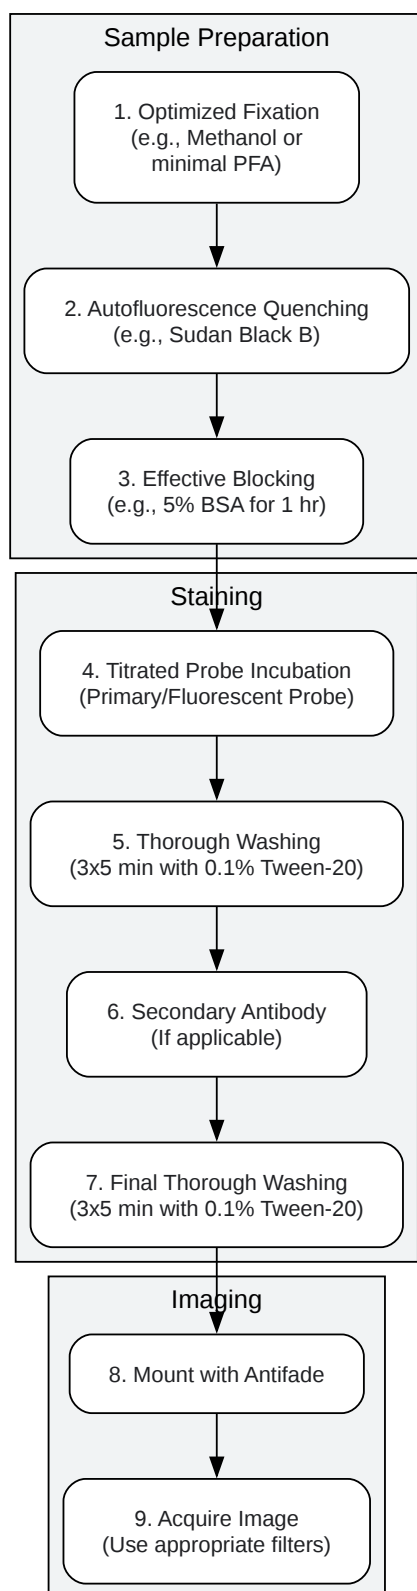 Sample Preparation
1. Optimized Fixation
(e.g., Methanol or
minimal PFA)
2. Autofluorescence Quenching
(e.g., Sudan Black B)
3. Effective Blocking
(e.g., 5% BSA for 1 hr)
Staining
4. Titrated Probe Incubation
(Primary/Fluorescent Probe)
5. Thorough Washing
(3x5 min with 0.1% Tween-20)
6. Secondary Antibody
(If applicable)
7. Final Thorough Washing
(3x5 min with 0.1% Tween-20)
Imaging
8. Mount with Antifade
9. Acquire Image
(Use appropriate filters)